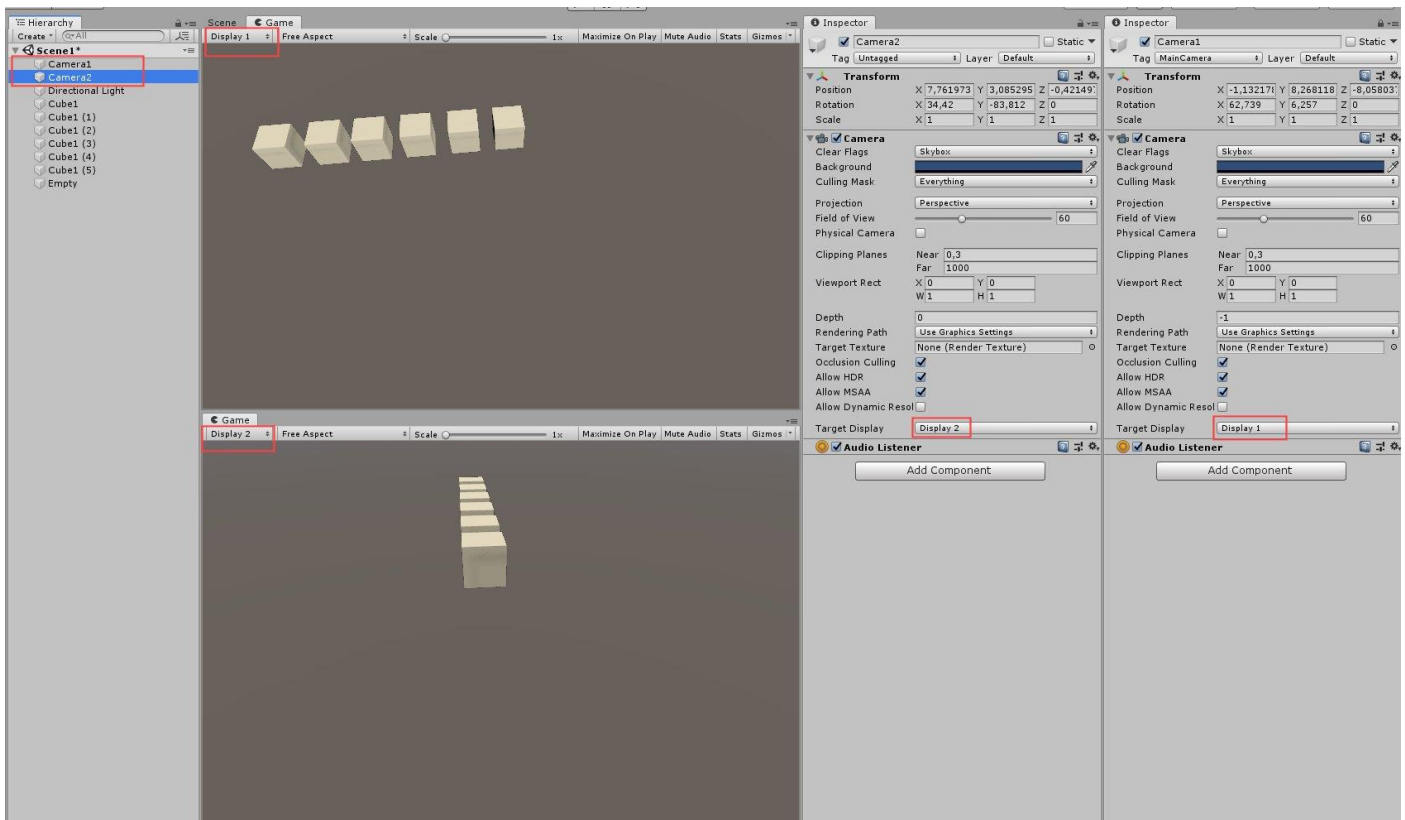 Hierarchy
Create
All
Scene1*
Camera1
Camera2
Directional Light
Cube1
Cube1 (1)
Cube1 (2)
Cube1 (3)
Cube1 (4)
Cube1 (5)
Empty
Scene Game
Display 1 Free Aspect Scale 1x Maximize On Play Mute Audio Stats Gizmos
Game
Display 2 Free Aspect Scale 1x Maximize On Play Mute Audio Stats Gizmos
Inspector
Camera2 Static
Tag Untagged Layer Default
Transform
Position X 7,761973 Y 3,085295 Z -0,42149
Rotation X 34,42 Y -83,812 Z 0
Scale X 1 Y 1 Z 1
Camera
Clear Flags Skybox
Background
Culling Mask Everything
Projection Perspective
Field of View 60
Physical Camera
Clipping Planes Near 0,3
Far 1000
Viewport Rect X 0 Y 0
W 1 H 1
Depth 0
Rendering Path Use Graphics Settings
Target Texture None (Render Texture)
Occlusion Culling
Allow HDR
Allow MSAA
Allow Dynamic Resol
Target Display Display 2
Audio Listener
Add Component
Inspector
Camera1 Static
Tag MainCamera Layer Default
Transform
Position X -1,13217 Y 8,268118 Z -8,05803
Rotation X 62,739 Y 6,257 Z 0
Scale X 1 Y 1 Z 1
Camera
Clear Flags Skybox
Background
Culling Mask Everything
Projection Perspective
Field of View 60
Physical Camera
Clipping Planes Near 0,3
Far 1000
Viewport Rect X 0 Y 0
W 1 H 1
Depth -1
Rendering Path Use Graphics Settings
Target Texture None (Render Texture)
Occlusion Culling
Allow HDR
Allow MSAA
Allow Dynamic Resol
Target Display Display 1
Audio Listener
Add Component